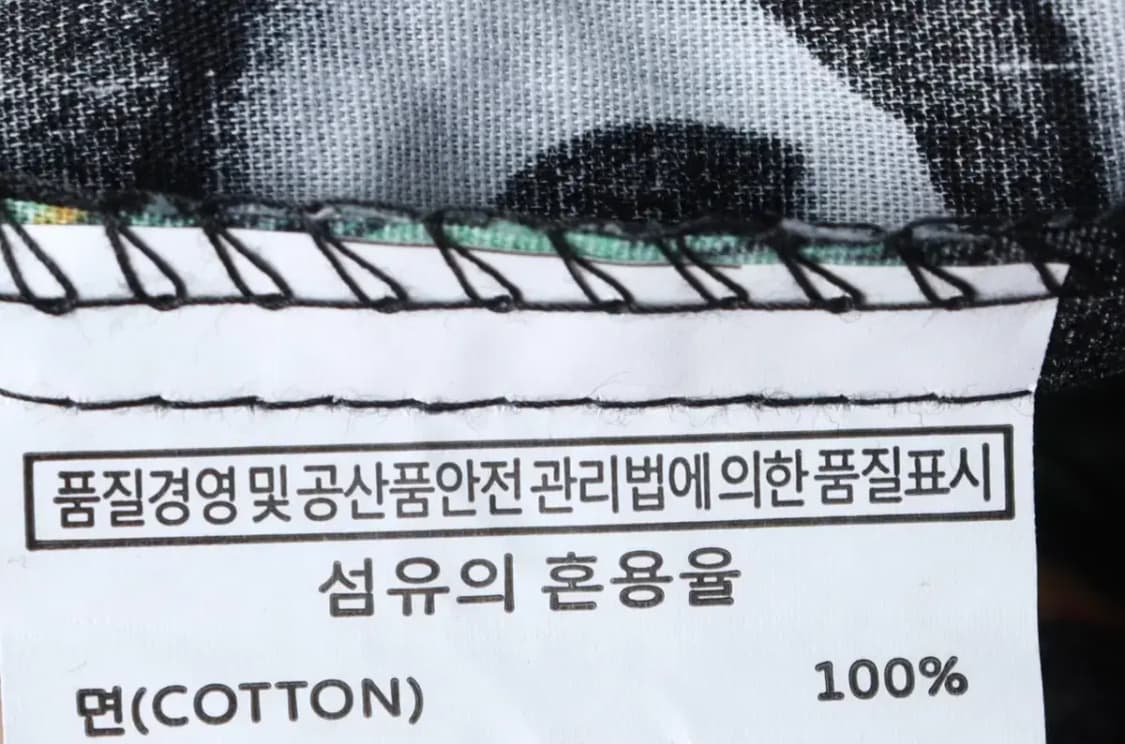 품질경영 및 공산품안전 관리법에 의한 품질표시
섬유의 혼용율
면(COTTON) 100%